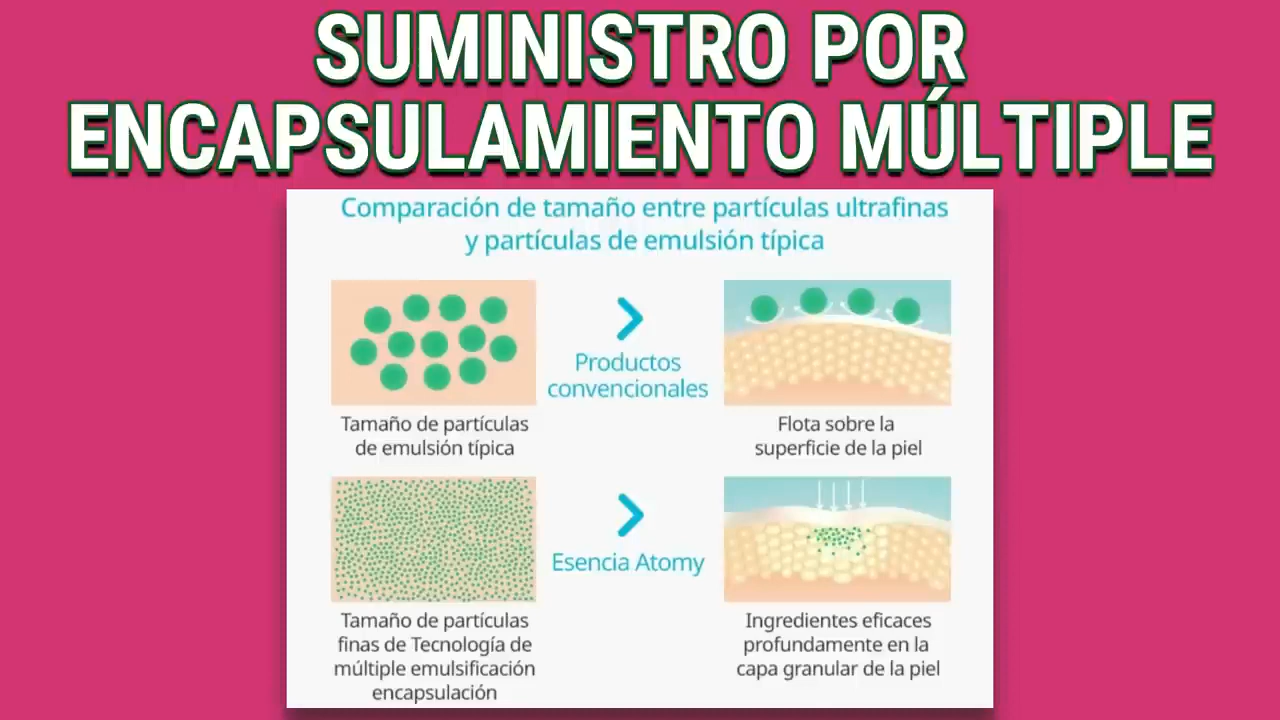 SUMINISTRO POR
ENCAPSULAMIENTO MÚLTIPLE
Comparación de tamaño entre partículas ultrafinas
y partículas de emulsión típica
Productos
convencionales
Tamaño de partículas
de emulsión típica
Flota sobre la
superficie de la piel
Esencia Atomy
Tamaño de partículas
finas de Tecnología de
múltiple emulsificación
encapsulación
Ingredientes eficaces
profundamente en la
capa granular de la piel